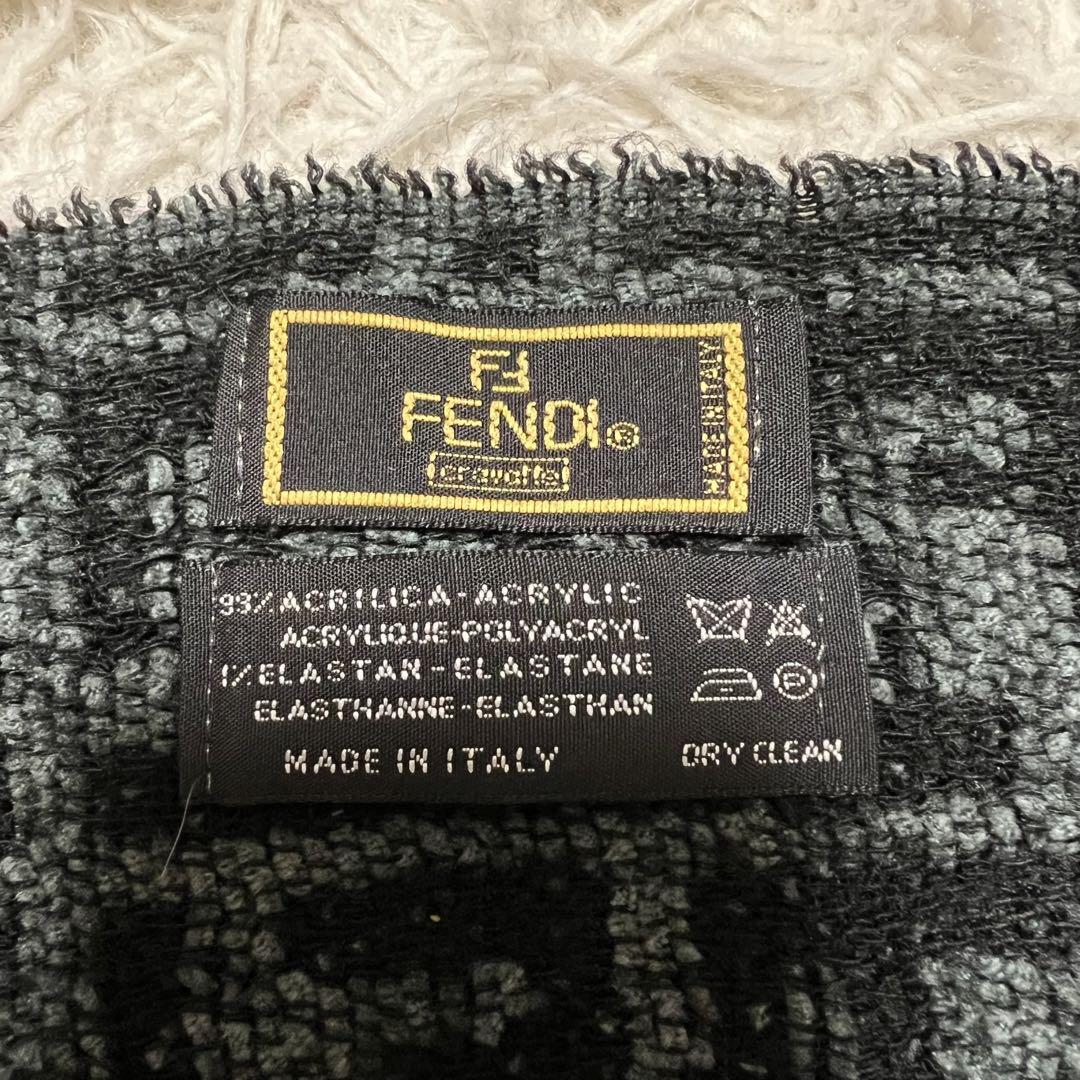 FF
FENDI®
cravatte
MADE IN ITALY
99% ACRILICA-ACRYLIC
ACRYLIQUE-POLYACRYL
1% ELASTAN-ELASTANE
ELASTHANNE-ELASTHAN
MADE IN ITALY
P
DRY CLEAN